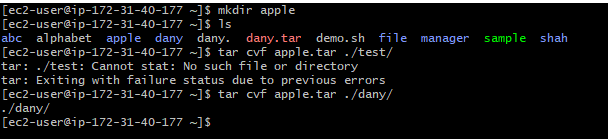 [ec2-user@ip-172-31-40-177 ~]$ mkdir apple
[ec2-user@ip-172-31-40-177 ~]$ ls
abc alphabet apple dany dany. dany.tar demo.sh file manager sample shah
[ec2-user@ip-172-31-40-177 ~]$ tar cvf apple.tar ./test/
tar: ./test: Cannot stat: No such file or directory
tar: Exiting with failure status due to previous errors
[ec2-user@ip-172-31-40-177 ~]$ tar cvf apple.tar ./dany/
./dany/
[ec2-user@ip-172-31-40-177 ~]$